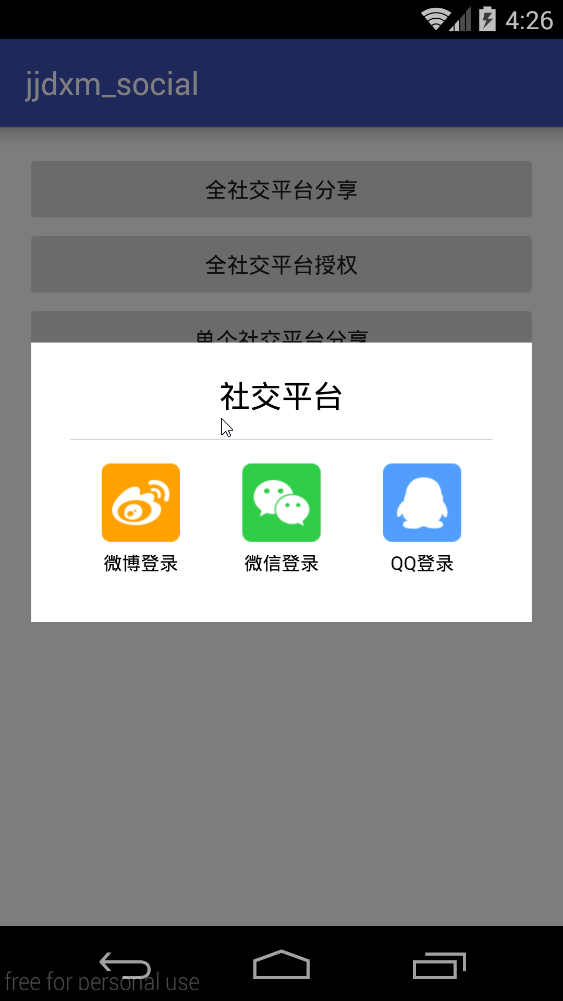 4:26
jjdxm_social
全社交平台分享
全社交平台授权
单个社交平台分享
社交平台
微博登录
微信登录
QQ登录
free for personal use